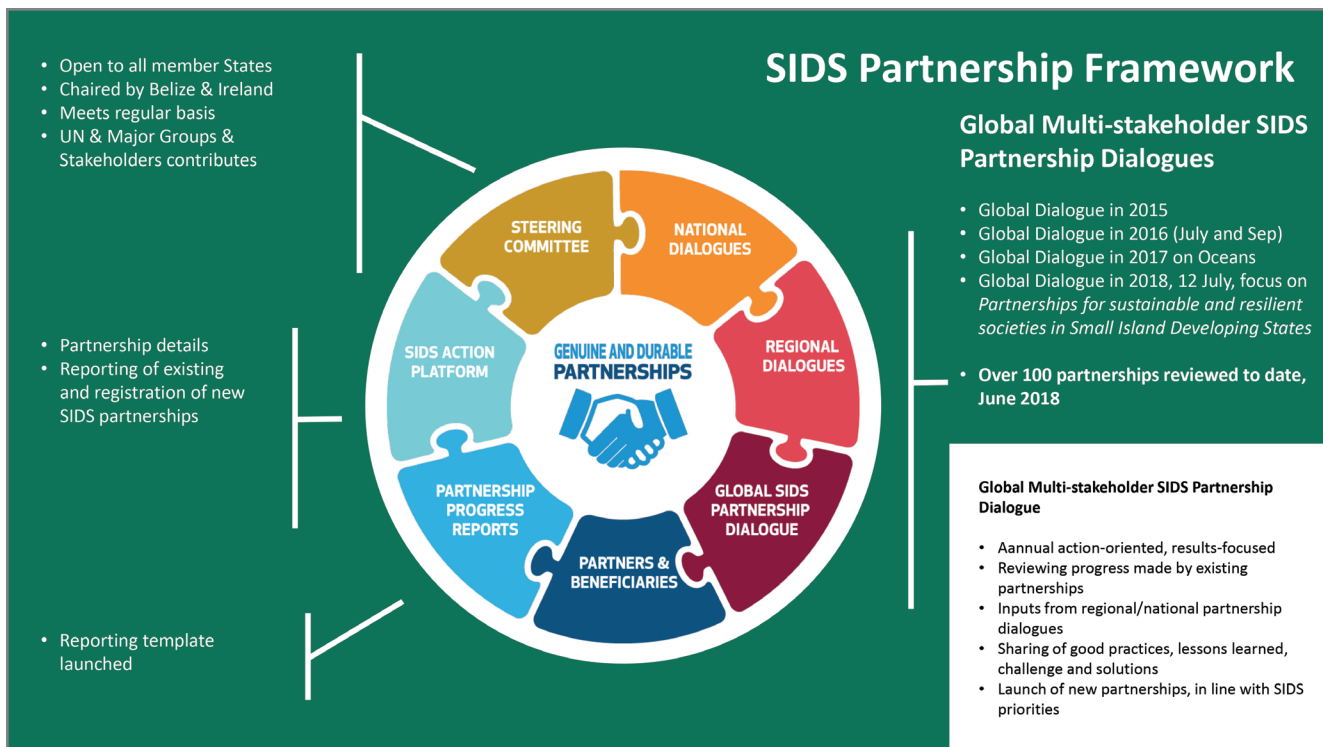 SIDS Partnership Framework
• Open to all member States
• Chaired by Belize & Ireland
• Meets regular basis
• UN & Major Groups &
Stakeholders contributes
• Partnership details
• Reporting of existing
and registration of new
SIDS partnerships
• Reporting template
launched
STEERING
COMMITTEE
NATIONAL
DIALOGUES
REGIONAL
DIALOGUES
GLOBAL SIDS
PARTNERSHIP
DIALOGUE
PARTNERS &
BENEFICIARIES
PARTNERSHIP
PROGRESS
REPORTS
SIDS ACTION
PLATFORM
GENUINE AND DURABLE
PARTNERSHIPS
Global Multi-stakeholder SIDS
Partnership Dialogues
• Global Dialogue in 2015
• Global Dialogue in 2016 (July and Sep)
• Global Dialogue in 2017 on Oceans
• Global Dialogue in 2018, 12 July, focus on
Partnerships for sustainable and resilient
societies in Small Island Developing States
• Over 100 partnerships reviewed to date,
June 2018
Global Multi-stakeholder SIDS Partnership
Dialogue
• Aannual action-oriented, results-focused
• Reviewing progress made by existing
partnerships
• Inputs from regional/national partnership
dialogues
• Sharing of good practices, lessons learned,
challenge and solutions
• Launch of new partnerships, in line with SIDS
priorities